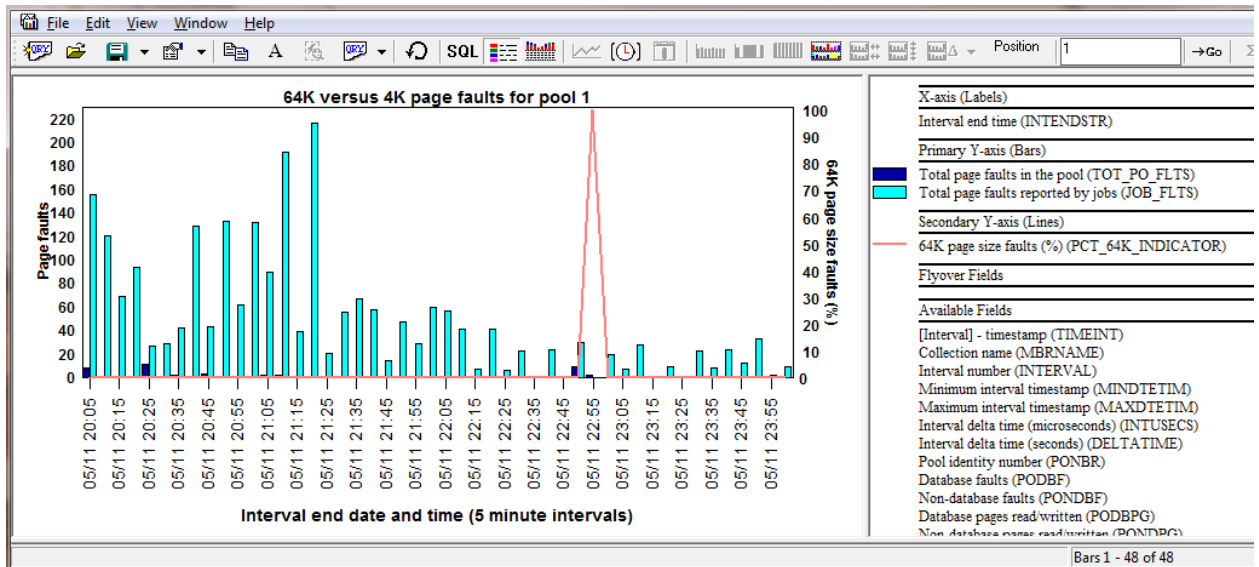 File Edit View Window Help
QRY A QRY SQL Position 1 →Go Σ
64K versus 4K page faults for pool 1
220
200
180
160
140
120
100
80
60
40
20
0
Page faults
100
90
80
70
60
50
40
30
20
10
0
64K page size faults (%)
05/11 20:05
05/11 20:15
05/11 20:25
05/11 20:35
05/11 20:45
05/11 20:55
05/11 21:05
05/11 21:15
05/11 21:25
05/11 21:35
05/11 21:45
05/11 21:55
05/11 22:05
05/11 22:15
05/11 22:25
05/11 22:35
05/11 22:45
05/11 22:55
05/11 23:05
05/11 23:15
05/11 23:25
05/11 23:35
05/11 23:45
05/11 23:55
Interval end date and time (5 minute intervals)
X-axis (Labels)
Interval end time (INTENDSTR)
Primary Y-axis (Bars)
Total page faults in the pool (TOT_PO_FLTS)
Total page faults reported by jobs (JOB_FLTS)
Secondary Y-axis (Lines)
64K page size faults (%) (PCT_64K_INDICATOR)
Flyover Fields
Available Fields
[Interval] - timestamp (TIMEINT)
Collection name (MBRNAME)
Interval number (INTERVAL)
Minimum interval timestamp (MINDTETIM)
Maximum interval timestamp (MAXDTETIM)
Interval delta time (microseconds) (INTUSECS)
Interval delta time (seconds) (DELTATIME)
Pool identity number (PONBR)
Database faults (PODBF)
Non-database faults (PONDBF)
Database pages read/written (PODBPG)
Non-database pages read/written (PONDPG)
Bars 1 - 48 of 48